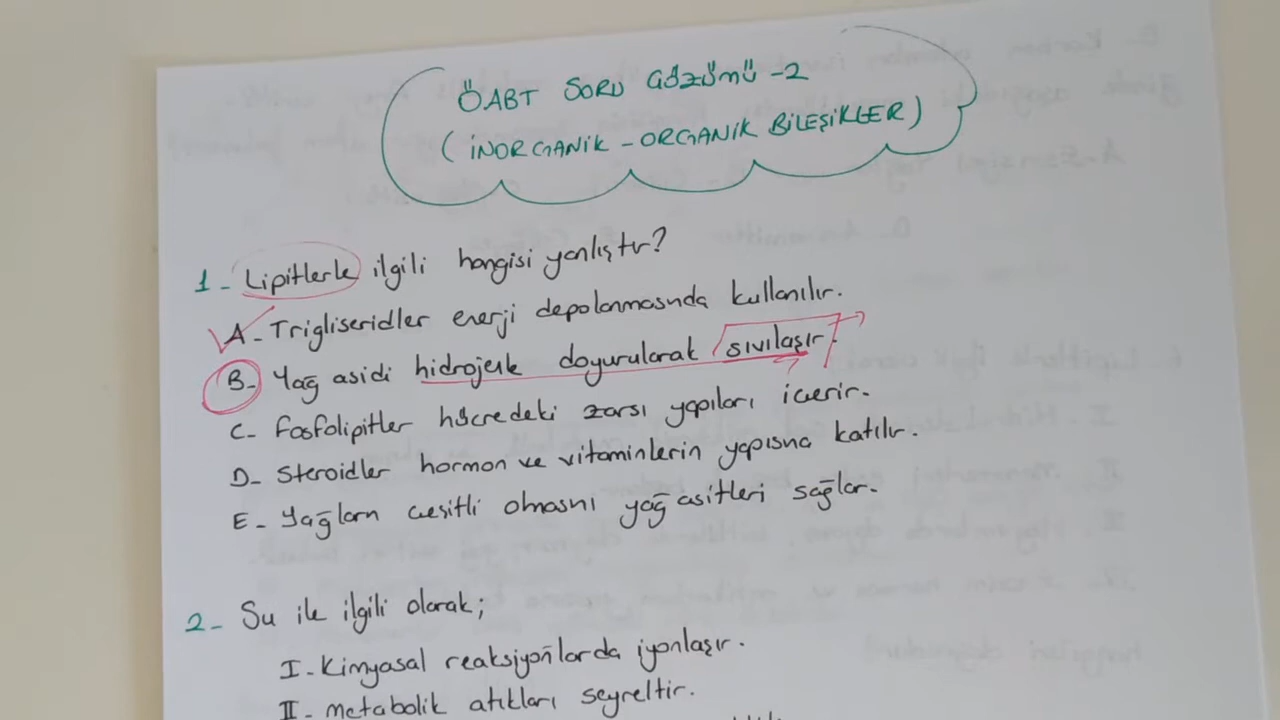 ÖABT SORU ÇÖZÜMÜ -2
(İNORGANİK - ORGANİK BİLEŞİKLER)
1- Lipitlerle ilgili hangisi yanlıştır?
A- Trigliseridler enerji depolanmasında kullanılır.
B- Yağ asidi hidrojenle doyurularak sıvılaşır.
C- Fosfolipitler hücredeki zarsı yapıları içerir.
D- Steroidler hormon ve vitaminlerin yapısına katılır.
E- Yağların çeşitli olmasını yağ asitleri sağlar.
2- Su ile ilgili olarak;
I- Kimyasal reaksiyonlarda iyonlaşır.
II- Metabolik atıkları seyreltir.